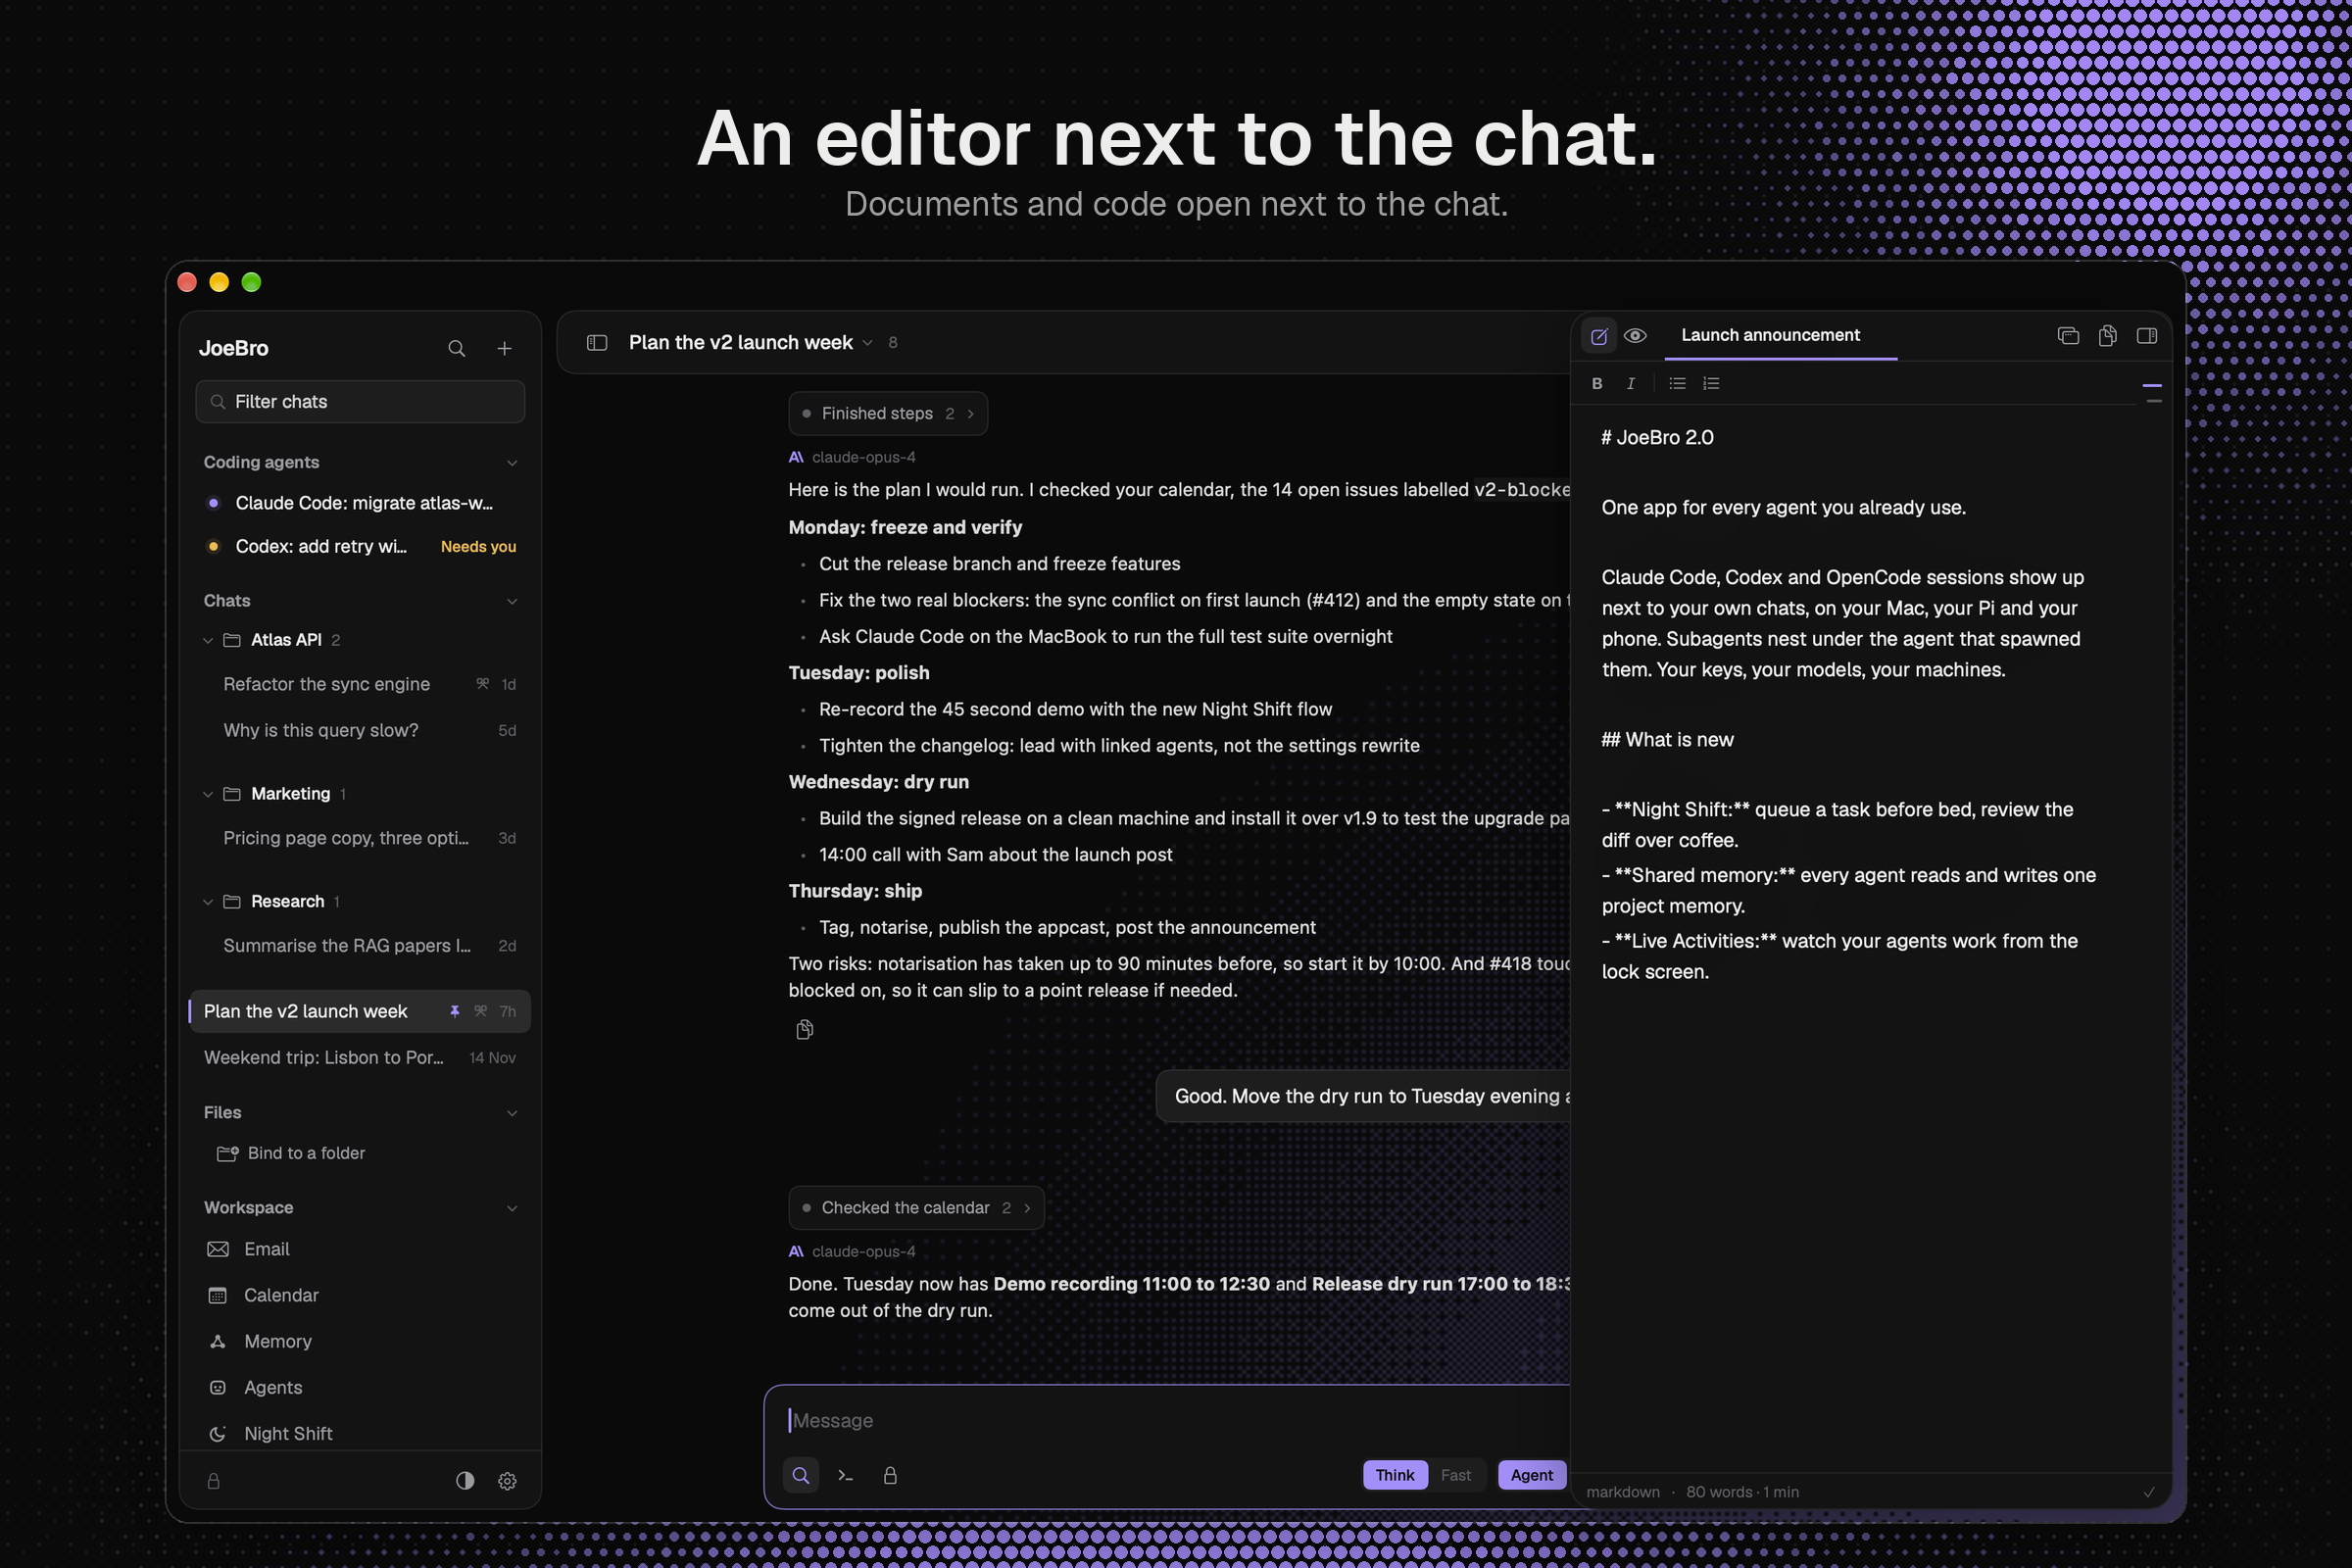 An editor next to the chat.
Documents and code open next to the chat.
JoeBro
Filter chats
Coding agents
Claude Code: migrate atlas-w...
Codex: add retry wi... Needs you
Chats
Atlas API 2
Refactor the sync engine 1d
Why is this query slow? 5d
Marketing 1
Pricing page copy, three opti... 3d
Research 1
Summarise the RAG papers I... 2d
Plan the v2 launch week 7h
Weekend trip: Lisbon to Por... 14 Nov
Files
Bind to a folder
Workspace
Email
Calendar
Memory
Agents
Night Shift
Plan the v2 launch week 8
Finished steps 2
claude-opus-4
Here is the plan I would run. I checked your calendar, the 14 open issues labelled v2-blocke
Monday: freeze and verify
• Cut the release branch and freeze features
• Fix the two real blockers: the sync conflict on first launch (#412) and the empty state on
• Ask Claude Code on the MacBook to run the full test suite overnight
Tuesday: polish
• Re-record the 45 second demo with the new Night Shift flow
• Tighten the changelog: lead with linked agents, not the settings rewrite
Wednesday: dry run
• Build the signed release on a clean machine and install it over v1.9 to test the upgrade pa
• 14:00 call with Sam about the launch post
Thursday: ship
• Tag, notarise, publish the appcast, post the announcement
Two risks: notarisation has taken up to 90 minutes before, so start it by 10:00. And #418 touc
blocked on, so it can slip to a point release if needed.
Good. Move the dry run to Tuesday evening
Checked the calendar 2
claude-opus-4
Done. Tuesday now has Demo recording 11:00 to 12:30 and Release dry run 17:00 to 18:3
come out of the dry run.
Message
Think Fast Agent
Launch announcement
B I
# JoeBro 2.0
One app for every agent you already use.
Claude Code, Codex and OpenCode sessions show up
next to your own chats, on your Mac, your Pi and your
phone. Subagents nest under the agent that spawned
them. Your keys, your models, your machines.
## What is new
- **Night Shift:** queue a task before bed, review the
diff over coffee.
- **Shared memory:** every agent reads and writes one
project memory.
- **Live Activities:** watch your agents work from the
lock screen.
markdown · 80 words · 1 min